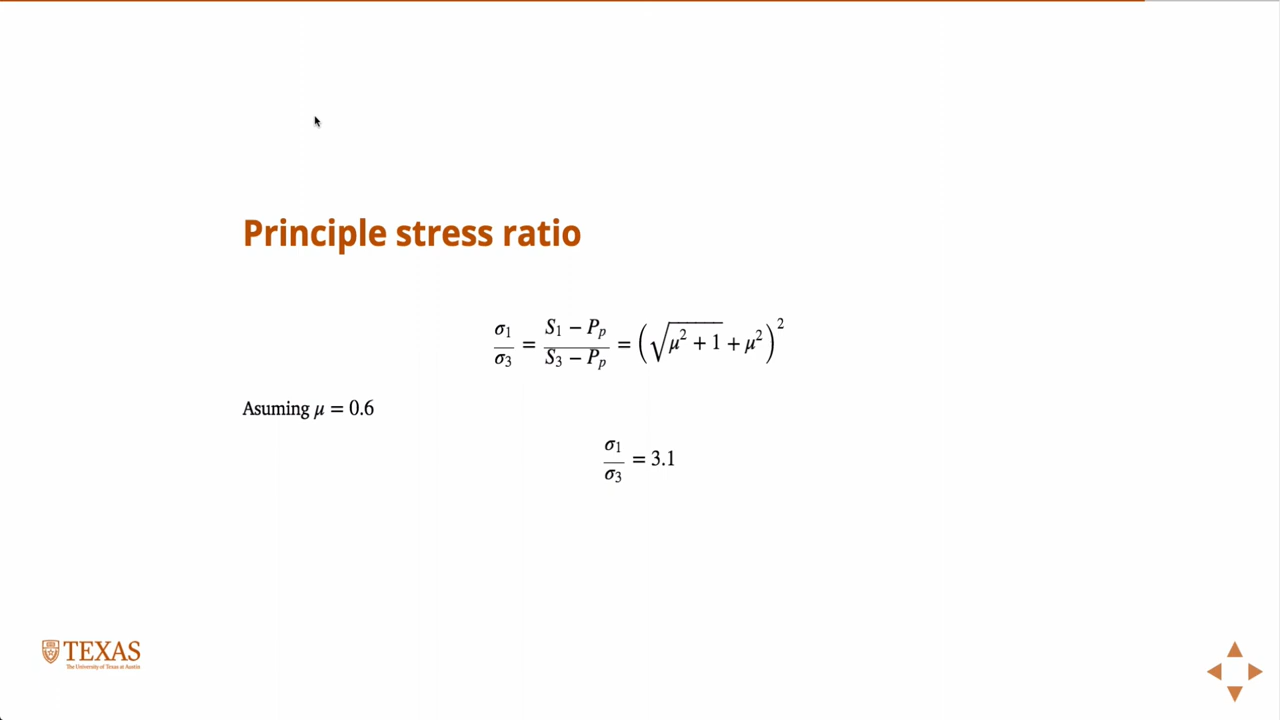 Principle stress ratio
σ₁/σ₃ = (S₁ − Pₚ)/(S₃ − Pₚ) = (√(μ² + 1) + μ²)²
Asuming μ = 0.6
σ₁/σ₃ = 3.1
TEXAS
The University of Texas at Austin